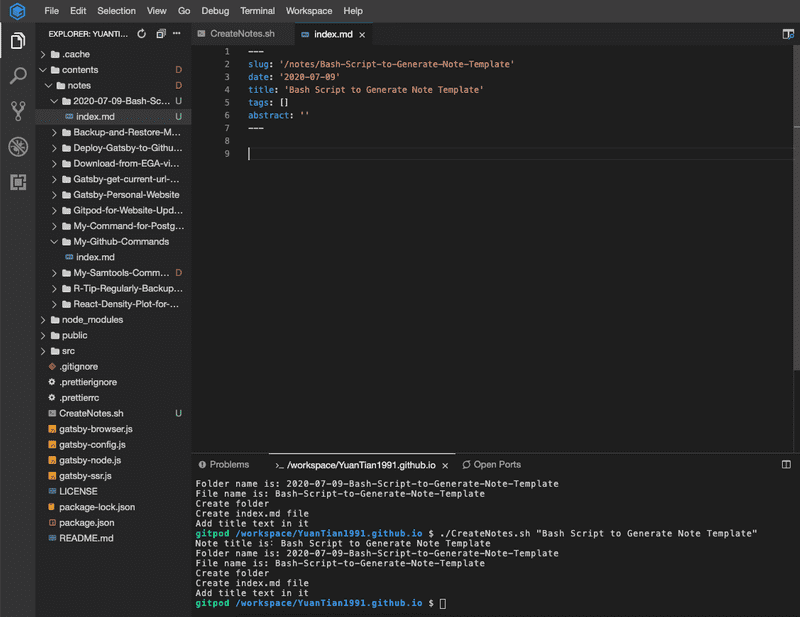 File Edit Selection View Go Debug Terminal Workspace Help
EXPLORER: YUANTI...
CreateNotes.sh
index.md ×
.cache
contents D
notes D
2020-07-09-Bash-Sc... U
index.md U
Backup-and-Restore-M...
Deploy-Gatsby-to-Githu...
Download-from-EGA-vi...
Gatsby-get-current-url-...
Gatsby-Personal-Website
Gitpod-for-Website-Upd...
My-Command-for-Postg...
My-Github-Commands
index.md
My-Samtools-Comm... D
R-Tip-Regularly-Backup...
React-Density-Plot-for-...
node_modules
public
src
.gitignore
.prettierignore
.prettierrc
CreateNotes.sh U
gatsby-browser.js
gatsby-config.js
gatsby-node.js
gatsby-ssr.js
LICENSE
package-lock.json
package.json
README.md
1 ---
2 slug: '/notes/Bash-Script-to-Generate-Note-Template'
3 date: '2020-07-09'
4 title: 'Bash Script to Generate Note Template'
5 tags: []
6 abstract: ''
7 ---
8
9
Problems >_ /workspace/YuanTian1991.github.io × Open Ports
Folder name is: 2020-07-09-Bash-Script-to-Generate-Note-Template
File name is: Bash-Script-to-Generate-Note-Template
Create folder
Create index.md file
Add title text in it
gitpod /workspace/YuanTian1991.github.io $ ./CreateNotes.sh "Bash Script to Generate Note Template"
Note title is: Bash Script to Generate Note Template
Folder name is: 2020-07-09-Bash-Script-to-Generate-Note-Template
File name is: Bash-Script-to-Generate-Note-Template
Create folder
Create index.md file
Add title text in it
gitpod /workspace/YuanTian1991.github.io $